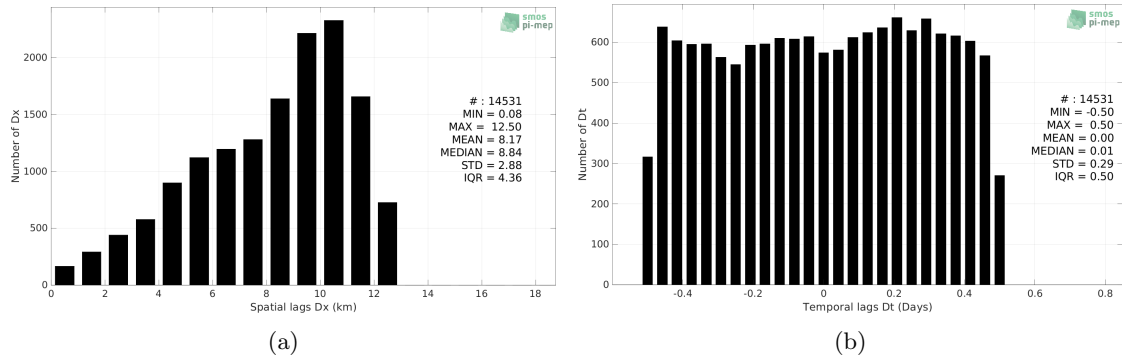 smos
pi-mep
2000
1500
1000
500
0
Number of Dx
# : 14531
MIN = 0.08
MAX = 12.50
MEAN = 8.17
MEDIAN = 8.84
STD = 2.88
IQR = 4.36
0 2 4 6 8 10 12 14 16 18
Spatial lags Dx (km)
(a)
smos
pi-mep
600
500
400
300
200
100
0
Number of Dt
# : 14531
MIN = -0.50
MAX = 0.50
MEAN = 0.00
MEDIAN = 0.01
STD = 0.29
IQR = 0.50
-0.4 -0.2 0 0.2 0.4 0.6 0.8
Temporal lags Dt (Days)
(b)